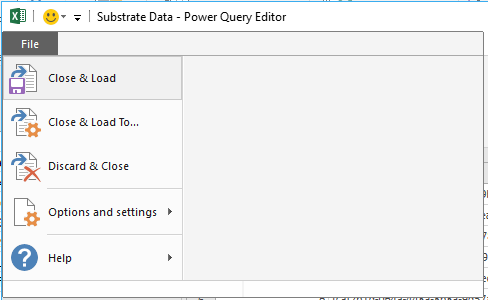 Substrate Data - Power Query Editor
File
Close & Load
Close & Load To...
Discard & Close
Options and settings
Help